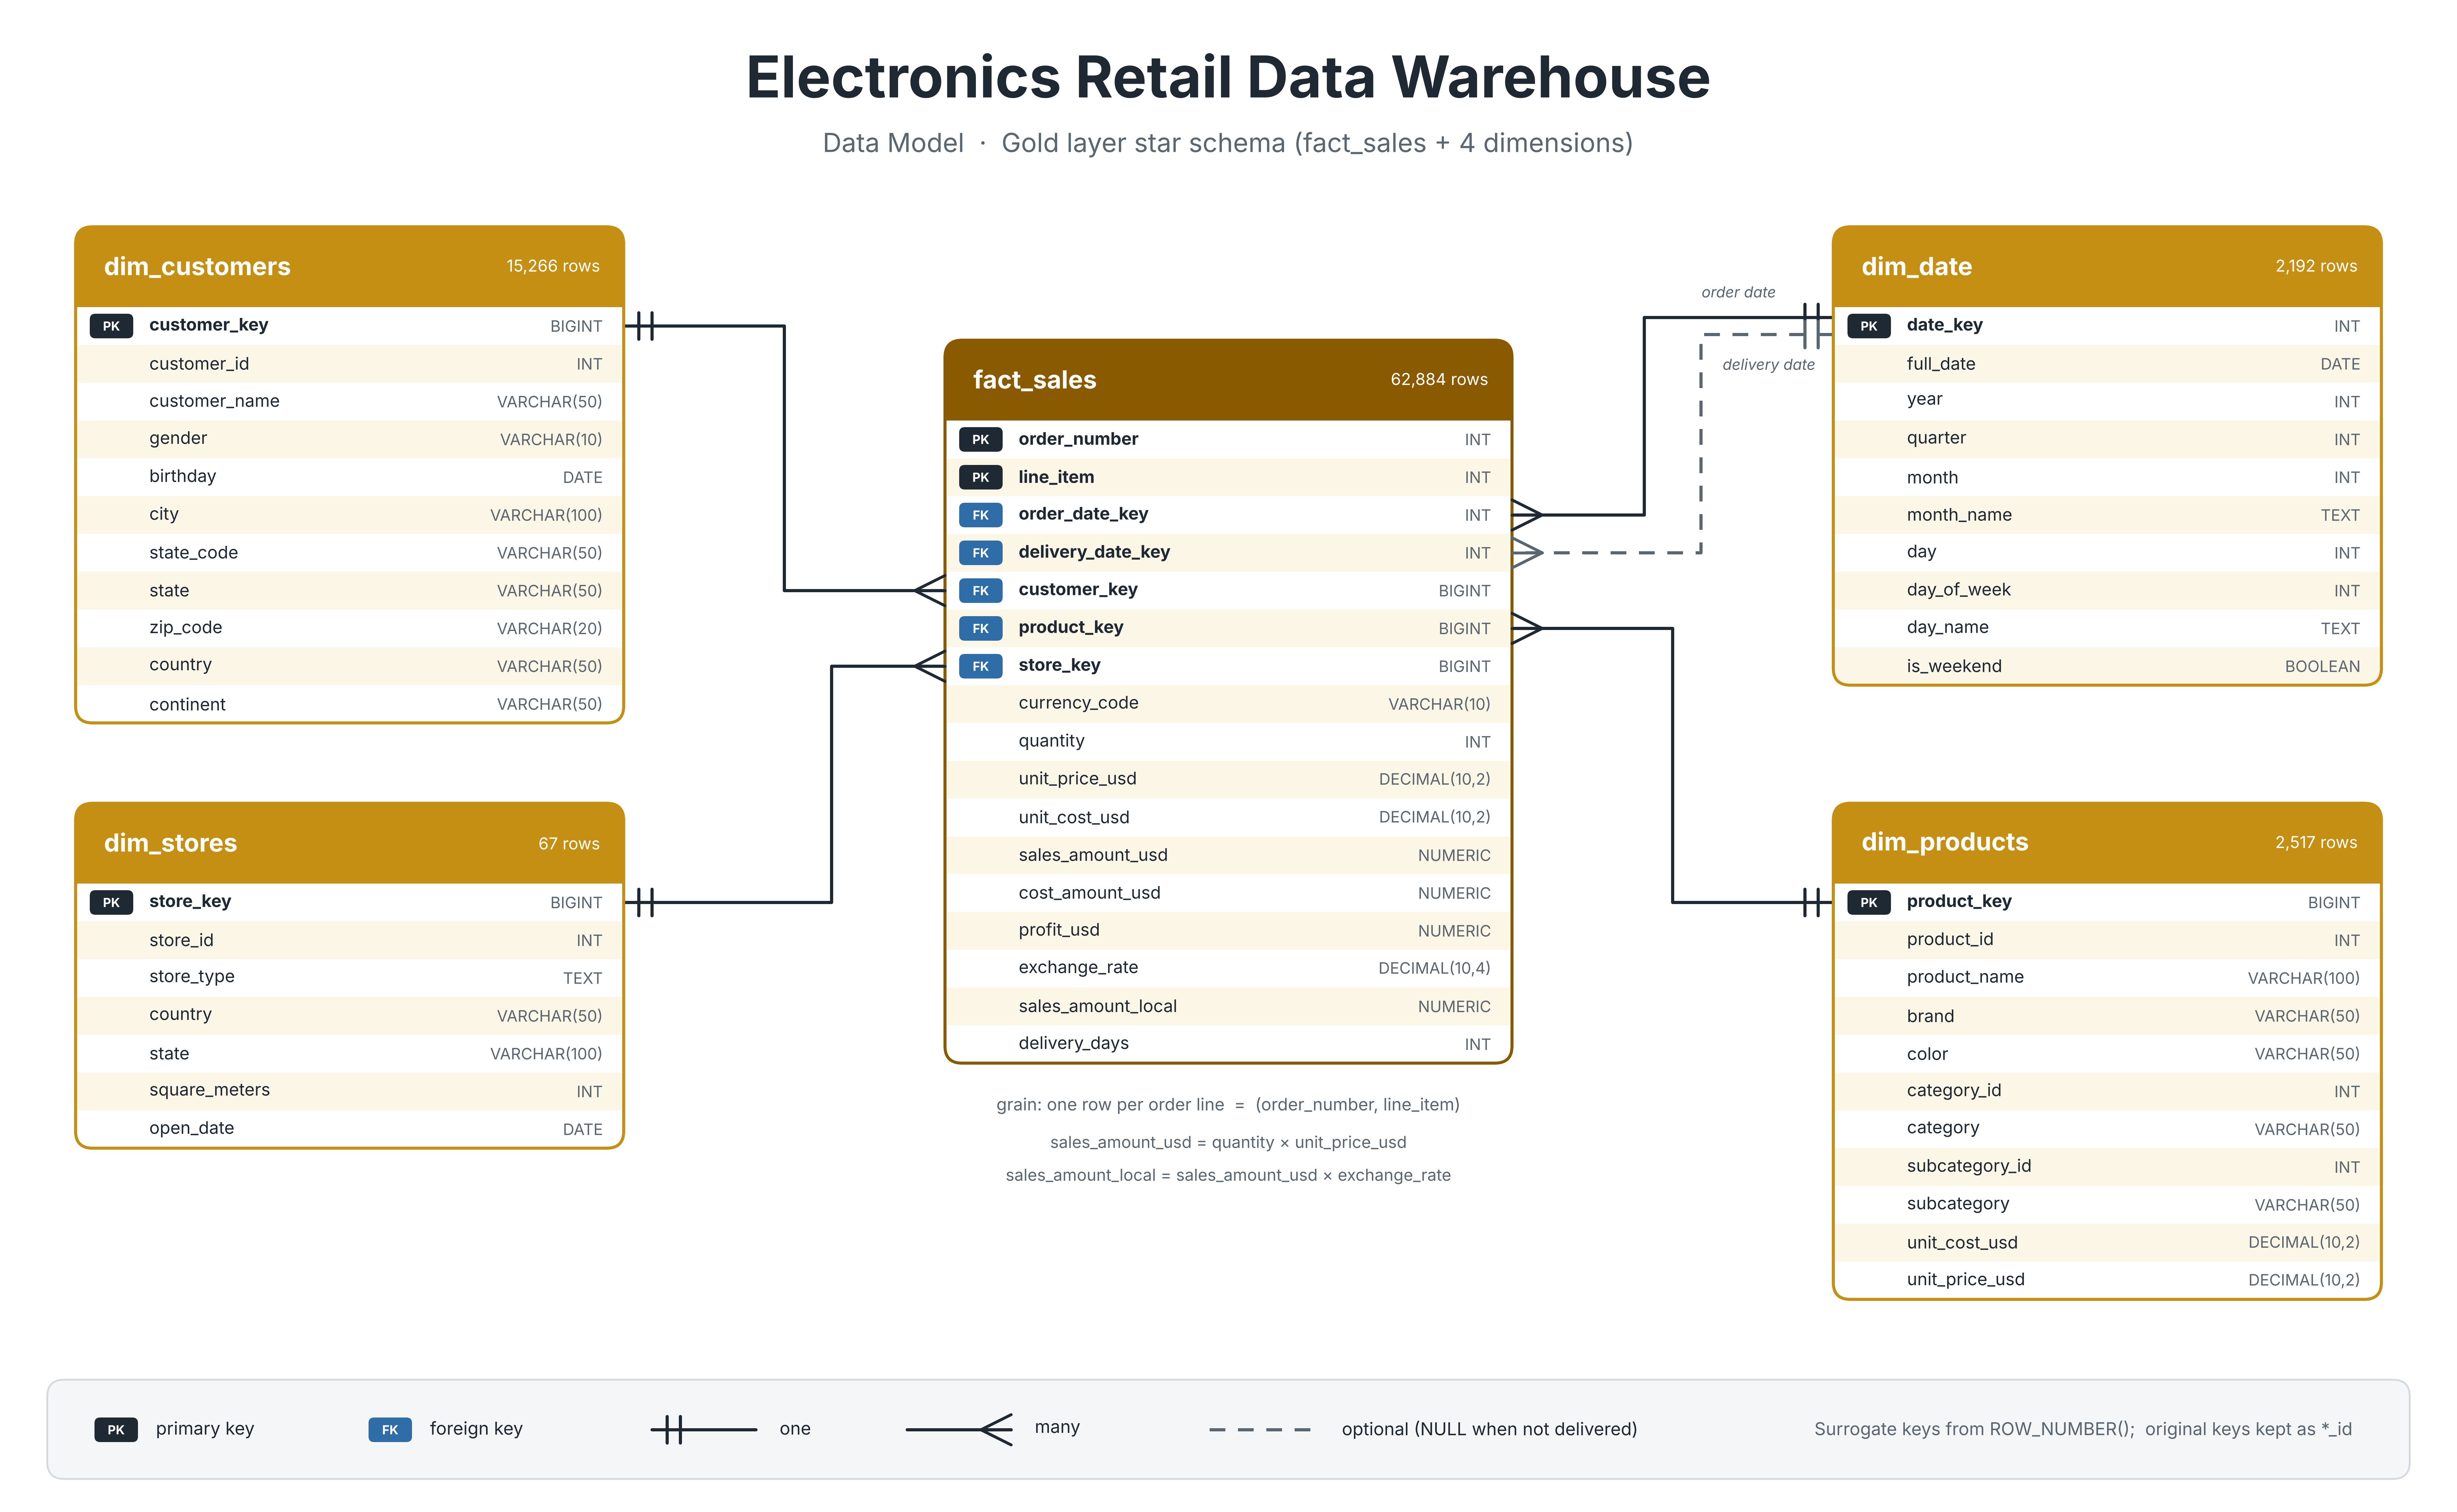 Electronics Retail Data Warehouse
Data Model · Gold layer star schema (fact_sales + 4 dimensions)
dim_customers 15,266 rows
PK customer_key BIGINT
customer_id INT
customer_name VARCHAR(50)
gender VARCHAR(10)
birthday DATE
city VARCHAR(100)
state_code VARCHAR(50)
state VARCHAR(50)
zip_code VARCHAR(20)
country VARCHAR(50)
continent VARCHAR(50)
dim_stores 67 rows
PK store_key BIGINT
store_id INT
store_type TEXT
country VARCHAR(50)
state VARCHAR(100)
square_meters INT
open_date DATE
fact_sales 62,884 rows
PK order_number INT
PK line_item INT
FK order_date_key INT
FK delivery_date_key INT
FK customer_key BIGINT
FK product_key BIGINT
FK store_key BIGINT
currency_code VARCHAR(10)
quantity INT
unit_price_usd DECIMAL(10,2)
unit_cost_usd DECIMAL(10,2)
sales_amount_usd NUMERIC
cost_amount_usd NUMERIC
profit_usd NUMERIC
exchange_rate DECIMAL(10,4)
sales_amount_local NUMERIC
delivery_days INT
grain: one row per order line = (order_number, line_item)
sales_amount_usd = quantity × unit_price_usd
sales_amount_local = sales_amount_usd × exchange_rate
order date
delivery date
dim_date 2,192 rows
PK date_key INT
full_date DATE
year INT
quarter INT
month INT
month_name TEXT
day INT
day_of_week INT
day_name TEXT
is_weekend BOOLEAN
dim_products 2,517 rows
PK product_key BIGINT
product_id INT
product_name VARCHAR(100)
brand VARCHAR(50)
color VARCHAR(50)
category_id INT
category VARCHAR(50)
subcategory_id INT
subcategory VARCHAR(50)
unit_cost_usd DECIMAL(10,2)
unit_price_usd DECIMAL(10,2)
PK primary key FK foreign key one many optional (NULL when not delivered) Surrogate keys from ROW_NUMBER(); original keys kept as *_id